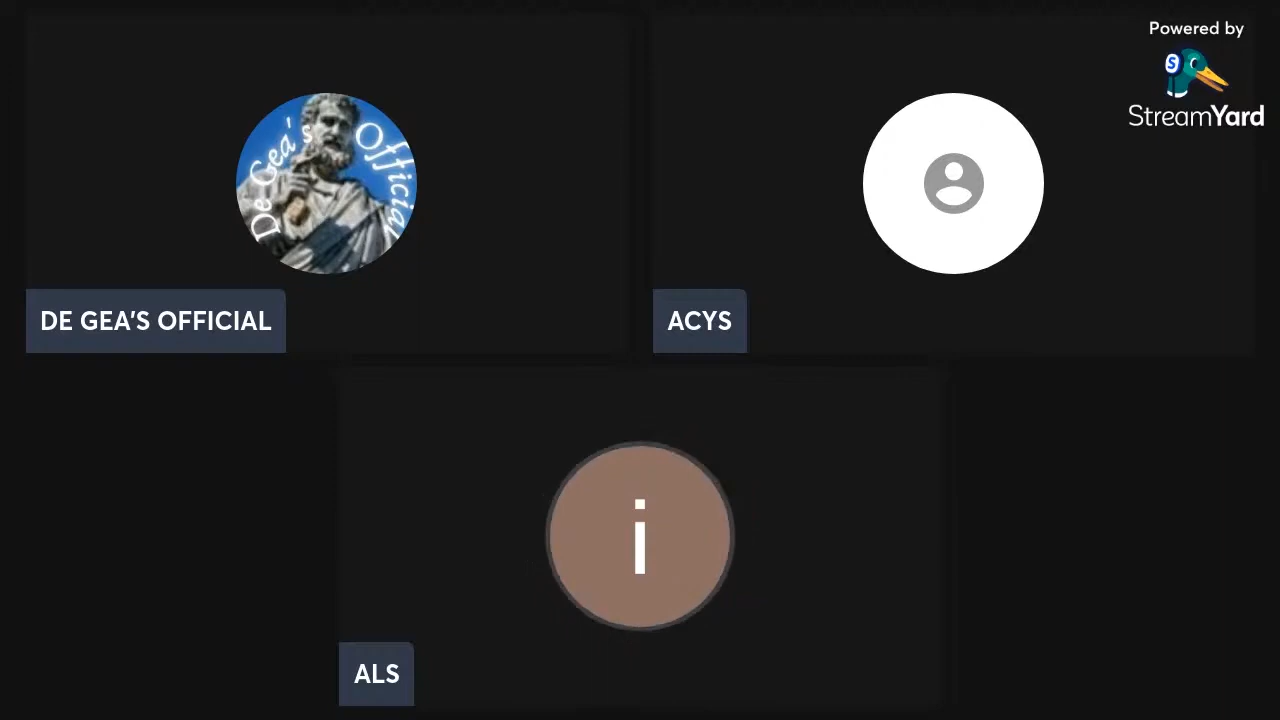 Powered by
StreamYard
De Gea's Official
DE GEA'S OFFICIAL
ACYS
i
ALS